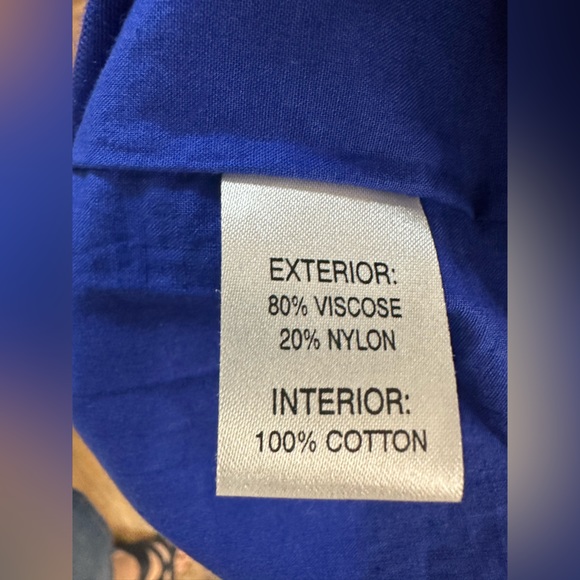 EXTERIOR:
80% VISCOSE
20% NYLON
INTERIOR:
100% COTTON